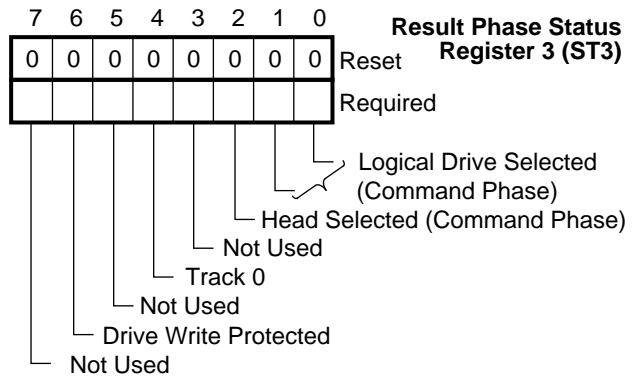 7 6 5 4 3 2 1 0
Result Phase Status
Register 3 (ST3)
0 0 0 0 0 0 0 0 Reset
Required
Logical Drive Selected
(Command Phase)
Head Selected (Command Phase)
Not Used
Track 0
Not Used
Drive Write Protected
Not Used